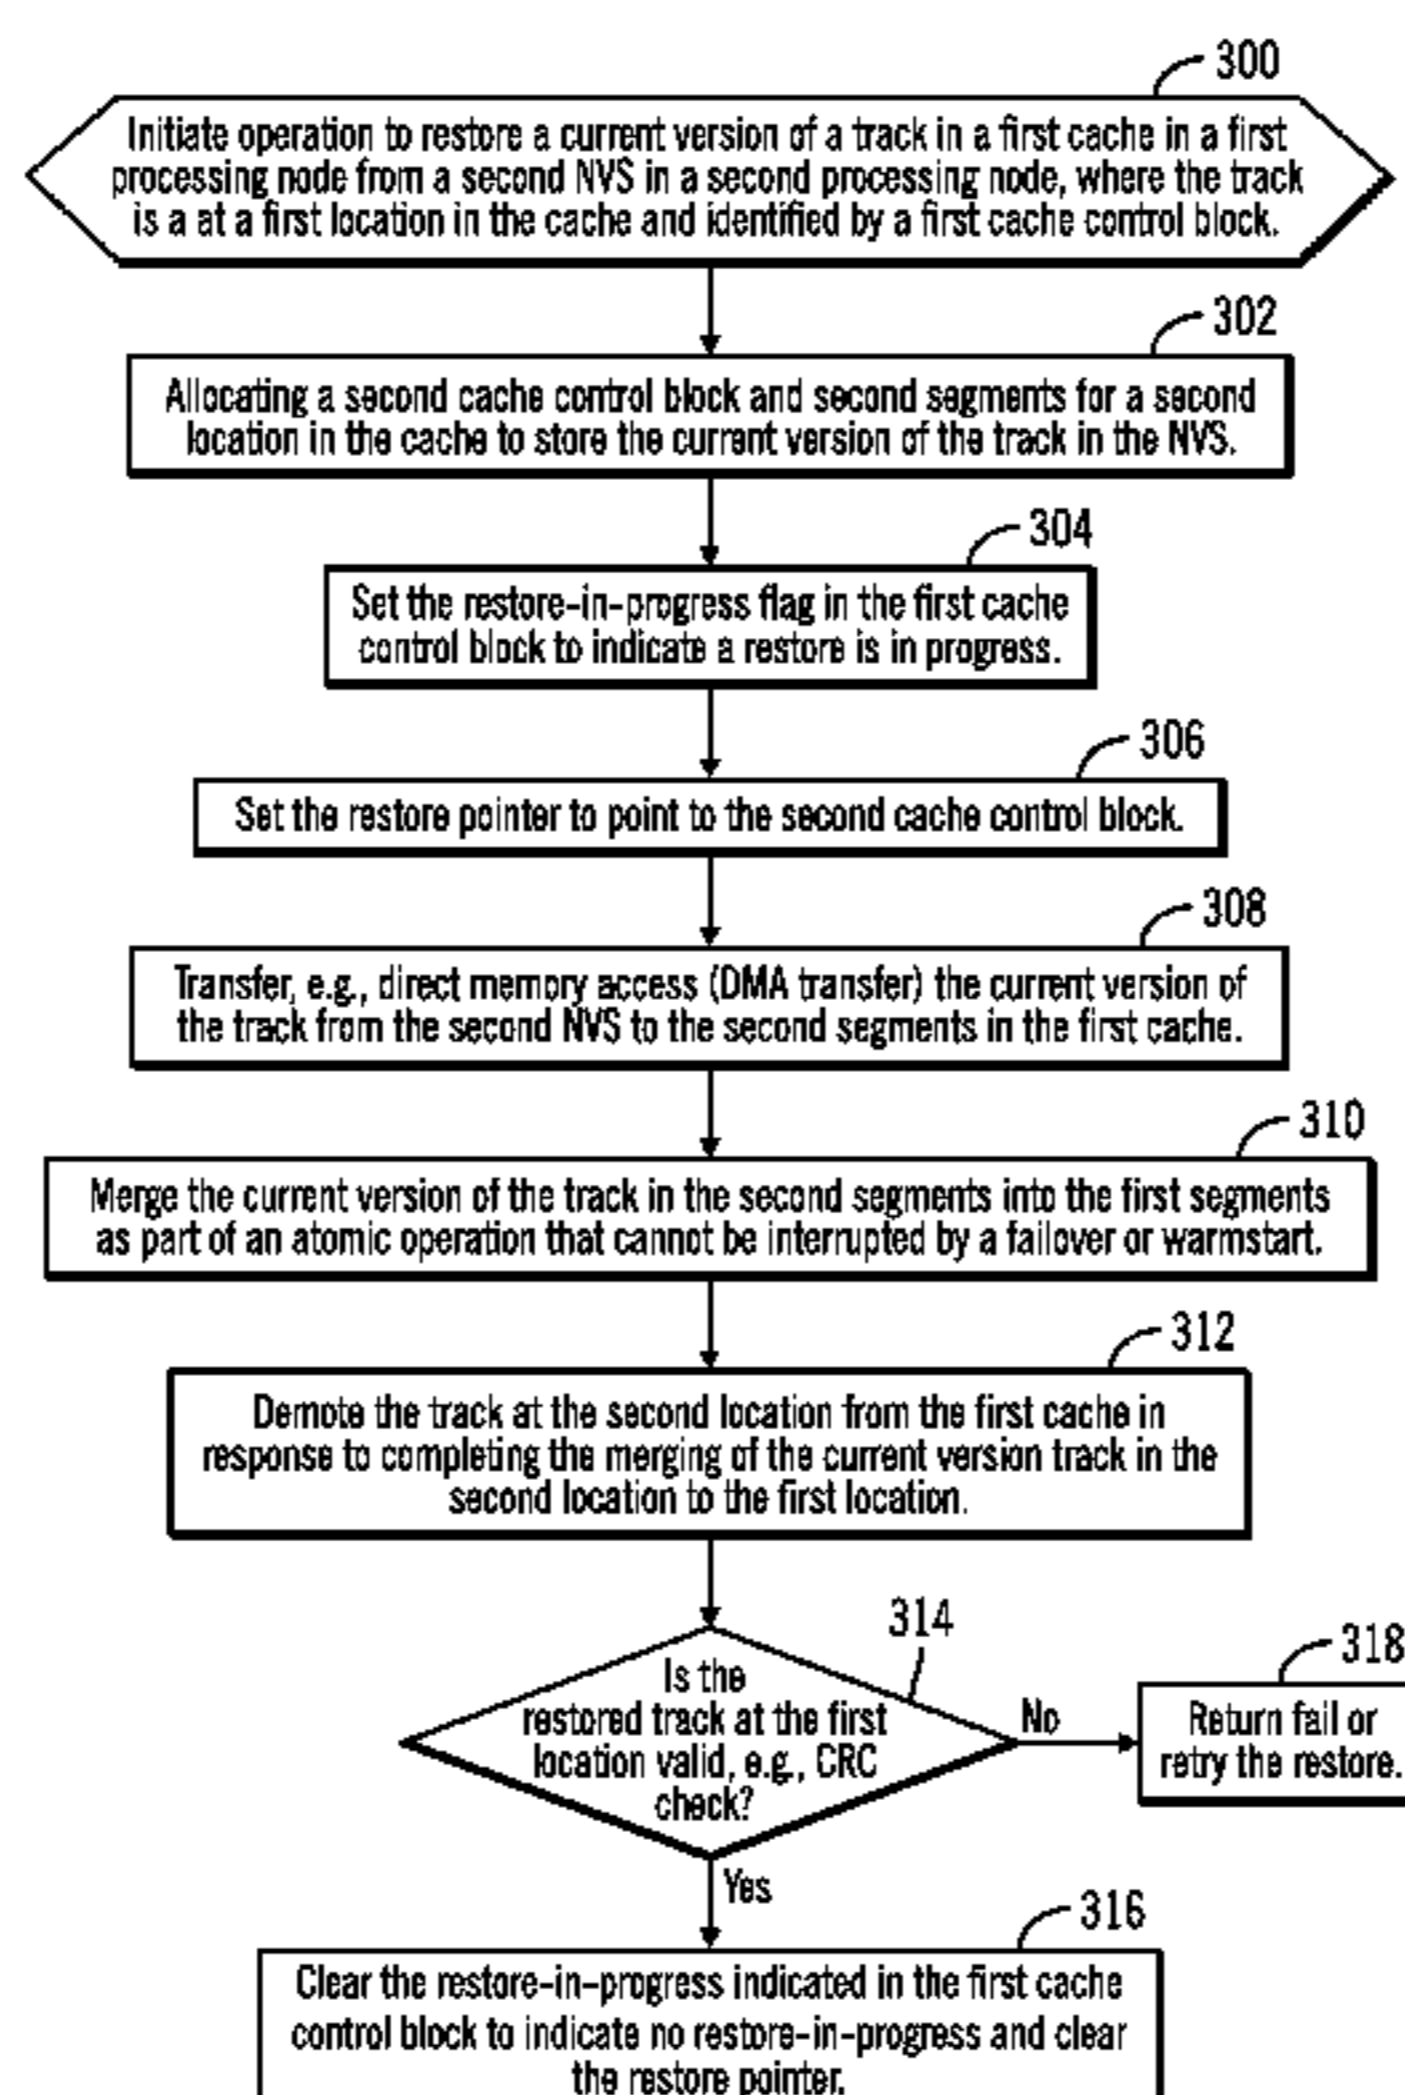 300
Initiate operation to restore a current version of a track in a first cache in a first
processing node from a second NVS in a second processing node, where the track
is a at a first location in the cache and identified by a first cache control block.
302
Allocating a second cache control block and second segments for a second
location in the cache to store the current version of the track in the NVS.
304
Set the restore-in-progress flag in the first cache
control block to indicate a restore is in progress.
306
Set the restore pointer to point to the second cache control block.
308
Transfer, e.g., direct memory access (DMA transfer) the current version of
the track from the second NVS to the second segments in the first cache.
310
Merge the current version of the track in the second segments into the first segments
as part of an atomic operation that cannot be interrupted by a failover or warmstart.
312
Demote the track at the second location from the first cache in
response to completing the merging of the current version track in the
second location to the first location.
314
Is the
restored track at the first
location valid, e.g., CRC
check?
No
318
Return fail or
retry the restore.
Yes
316
Clear the restore-in-progress indicated in the first cache
control block to indicate no restore-in-progress and clear
the restore pointer.